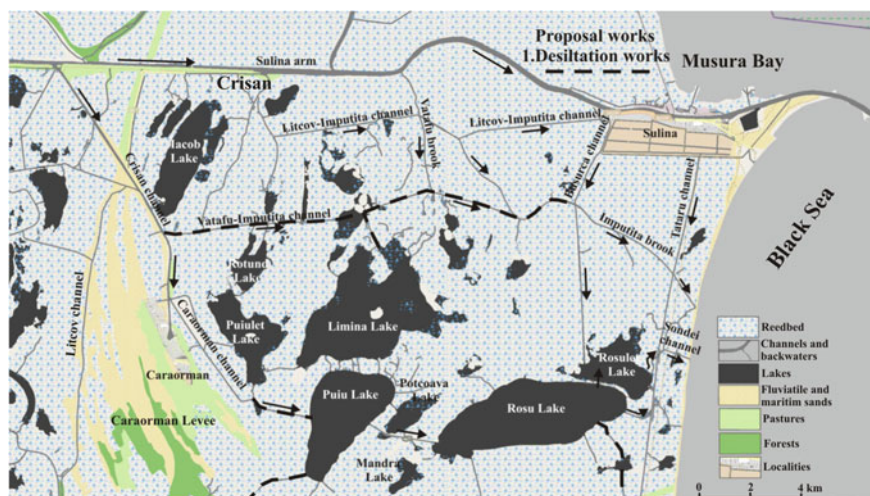 Proposal works
1.Desiltation works
Musura Bay
Sulina arm
Crisan
Litcov-Imputita channel
Vatafu brook
Litcov-Imputita channel
Sulina
Iacob
Lake
Crisan channel
Busurca channel
Tataru channel
Vatafu-Imputita channel
Imputita brook
Black Sea
Rotund
Lake
Litcov channel
Puiulet
Lake
Limina Lake
Caraorman channel
Sondei
channel
Rosulet
Lake
Caraorman
Puiu Lake
Potcoava
Lake
Rosu Lake
Caraorman Levee
Mandra
Lake
Reedbed
Channels and
backwaters
Lakes
Fluviatile and
maritim sands
Pastures
Forests
Localities
0 2 4 km